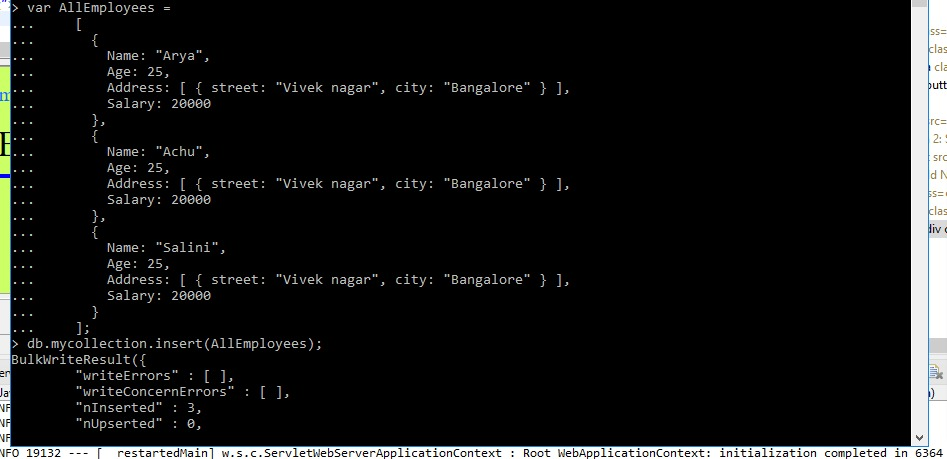 > var AllEmployees =
...     [
...       {
...         Name: "Arya",
...         Age: 25,
...         Address: [ { street: "Vivek nagar", city: "Bangalore" } ],
...         Salary: 20000
...       },
...       {
...         Name: "Achu",
...         Age: 25,
...         Address: [ { street: "Vivek nagar", city: "Bangalore" } ],
...         Salary: 20000
...       },
...       {
...         Name: "Salini",
...         Age: 25,
...         Address: [ { street: "Vivek nagar", city: "Bangalore" } ],
...         Salary: 20000
...       }
...     ];
> db.mycollection.insert(AllEmployees);
BulkWriteResult({
        "writeErrors" : [ ],
        "writeConcernErrors" : [ ],
        "nInserted" : 3,
        "nUpserted" : 0,
NFO 19132 --- [  restartedMain] w.s.c.ServletWebServerApplicationContext : Root WebApplicationContext: initialization completed in 6364